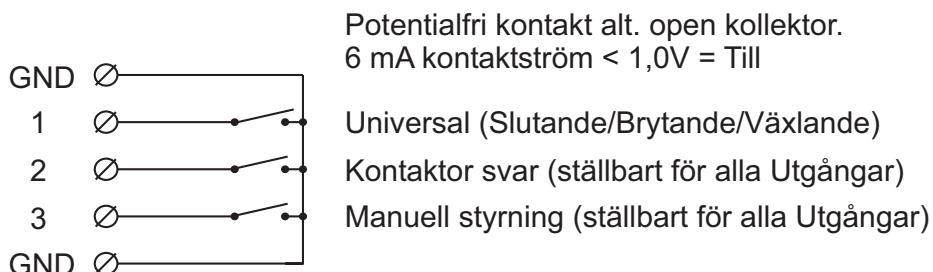 Potentialfri kontakt alt. open kollektor.
6 mA kontaktström < 1,0V = Till
GND
1 Universal (Slutande/Brytande/Växlande)
2 Kontaktor svar (ställbart för alla Utgångar)
3 Manuell styrning (ställbart för alla Utgångar)
GND